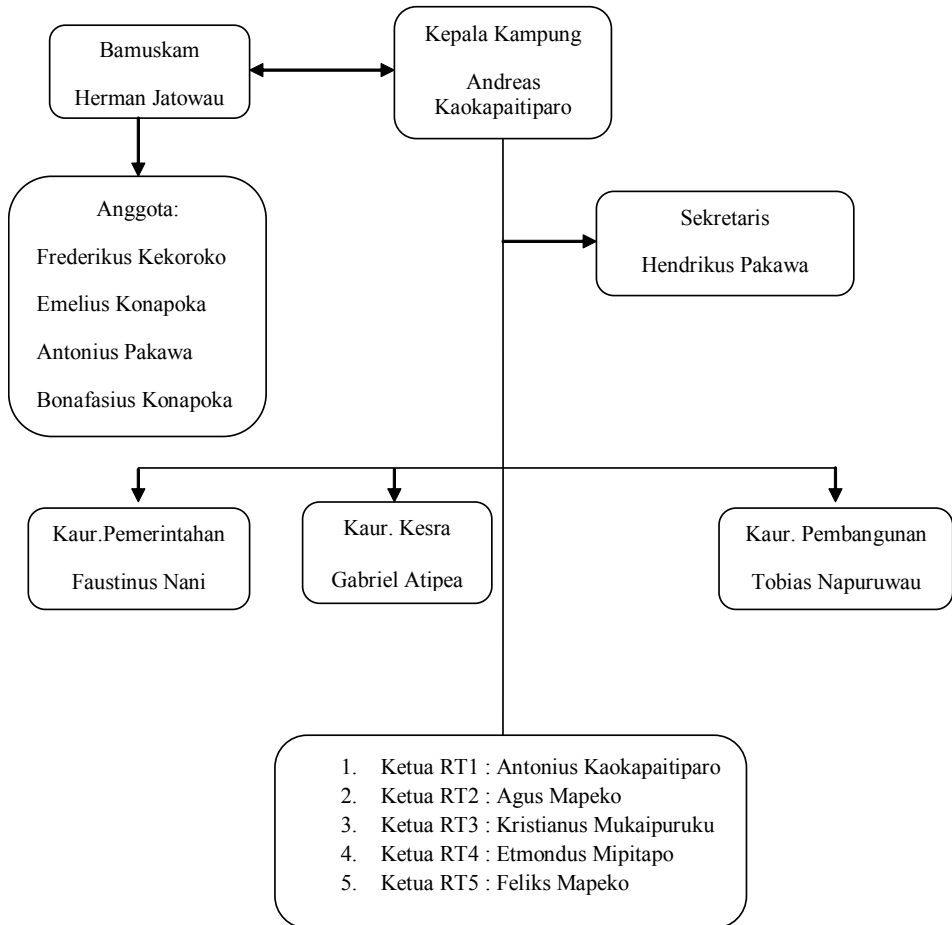 Bamuskam
Herman Jatowau
Kepala Kampung
Andreas
Kaokapaitiparo
Anggota:
Frederikus Kekoroko
Emelius Konapoka
Antonius Pakawa
Bonafasius Konapoka
Sekretaris
Hendrikus Pakawa
Kaur.Pemerintahan
Faustinus Nani
Kaur. Kesra
Gabriel Atipea
Kaur. Pembangunan
Tobias Napuruwau
1. Ketua RT1 : Antonius Kaokapaitiparo
2. Ketua RT2 : Agus Mapeko
3. Ketua RT3 : Kristianus Mukaipuruku
4. Ketua RT4 : Etmondus Mipitapo
5. Ketua RT5 : Feliks Mapeko